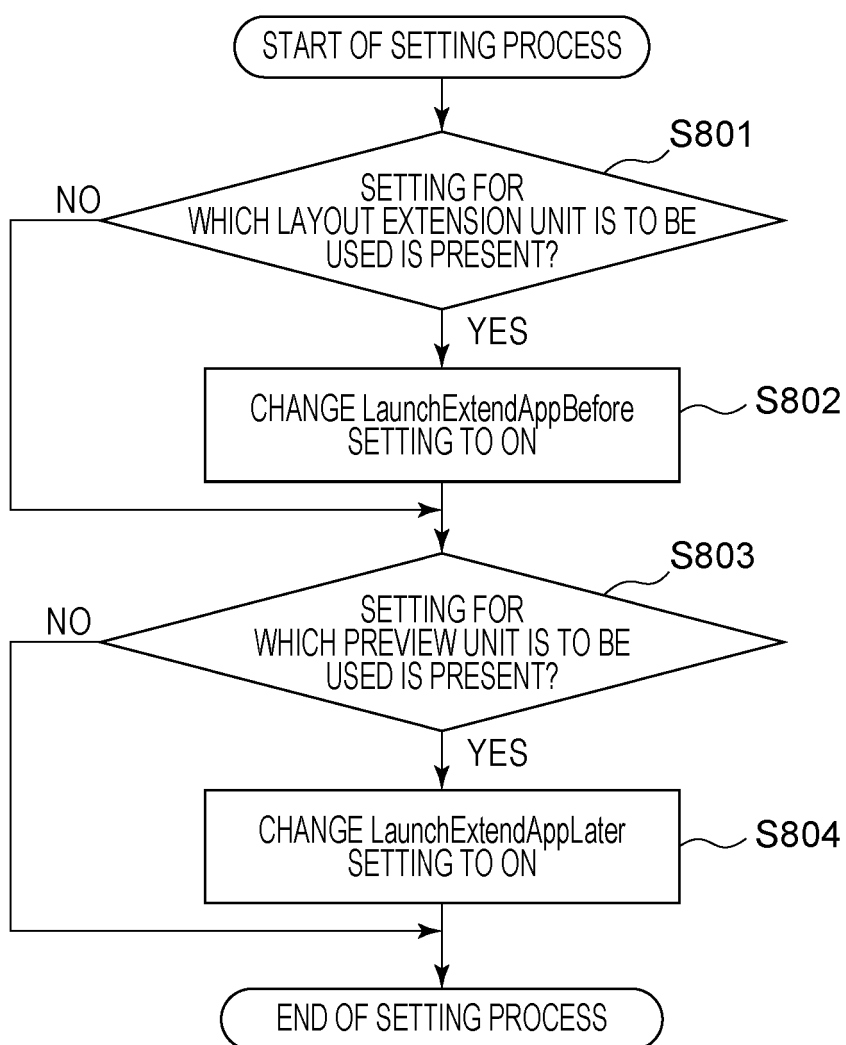 START OF SETTING PROCESS
S801
SETTING FOR
WHICH LAYOUT EXTENSION UNIT IS TO BE
USED IS PRESENT?
NO
YES
CHANGE LaunchExtendAppBefore
SETTING TO ON
S802
S803
SETTING FOR
WHICH PREVIEW UNIT IS TO BE
USED IS PRESENT?
NO
YES
CHANGE LaunchExtendAppLater
SETTING TO ON
S804
END OF SETTING PROCESS